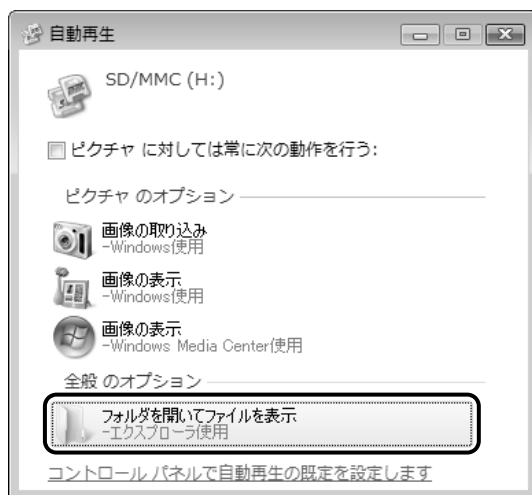 自動再生
SD/MMC (H:)
ピクチャ に対しては常に次の動作を行う:
ピクチャ のオプション
画像の取り込み
-Windows使用
画像の表示
-Windows使用
画像の表示
-Windows Media Center使用
全般 のオプション
フォルダを開いてファイルを表示
-エクスプローラ使用
コントロール パネルで自動再生の既定を設定します